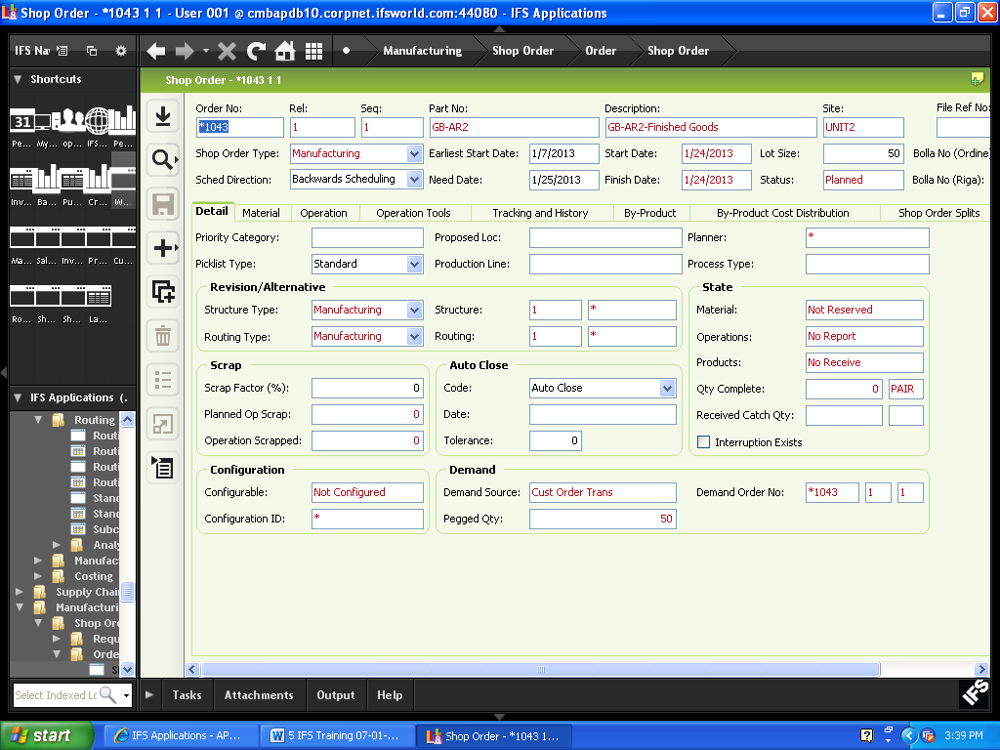 Shop Order - *1043 1 1 - User 001 @ cmbapdb10.corpnet.ifsworld.com:44080 - IFS Applications
IFS Na
Manufacturing Shop Order Order Shop Order
Shortcuts
Shop Order - *1043 1 1
31
Pe... My... op... IFS... Pe...
Inv... Ba... Pu... Cr... W...
Ma... Sal... Inv... Pr... Cu...
Ro... Sh... Sh... La...
Order No: Rel: Seq: Part No: Description: Site: File Ref No:
*1043 1 1 GB-AR2 GB-AR2-Finished Goods UNIT2
Shop Order Type: Manufacturing Earliest Start Date: 1/7/2013 Start Date: 1/24/2013 Lot Size: 50 Bolla No (Ordine)
Sched Direction: Backwards Scheduling Need Date: 1/25/2013 Finish Date: 1/24/2013 Status: Planned Bolla No (Riga):
Detail Material Operation Operation Tools Tracking and History By-Product By-Product Cost Distribution Shop Order Splits
Priority Category: Proposed Loc: Planner: *
Picklist Type: Standard Production Line: Process Type:
Revision/Alternative
Structure Type: Manufacturing Structure: 1 *
Routing Type: Manufacturing Routing: 1 *
State
Material: Not Reserved
Operations: No Report
Products: No Receive
Qty Complete: 0 PAIR
Received Catch Qty:
Interruption Exists
Scrap
Scrap Factor (%): 0
Planned Op Scrap: 0
Operation Scrapped: 0
Auto Close
Code: Auto Close
Date:
Tolerance: 0
Configuration
Configurable: Not Configured
Configuration ID: *
Demand
Demand Source: Cust Order Trans Demand Order No: *1043 1 1
Pegged Qty: 50
IFS Applications (.
Routing
Routi
Routi
Routi
Routi
Stand
Stand
Subc
Analy
Manufac
Costing
Supply Chai
Manufacturi
Shop Or
Requ
Orde
Select Indexed Lo
Tasks Attachments Output Help
IFS
start IFS Applications - AP... 5 IFS Training 07-01-... Shop Order - *1043 1... 3:39 PM